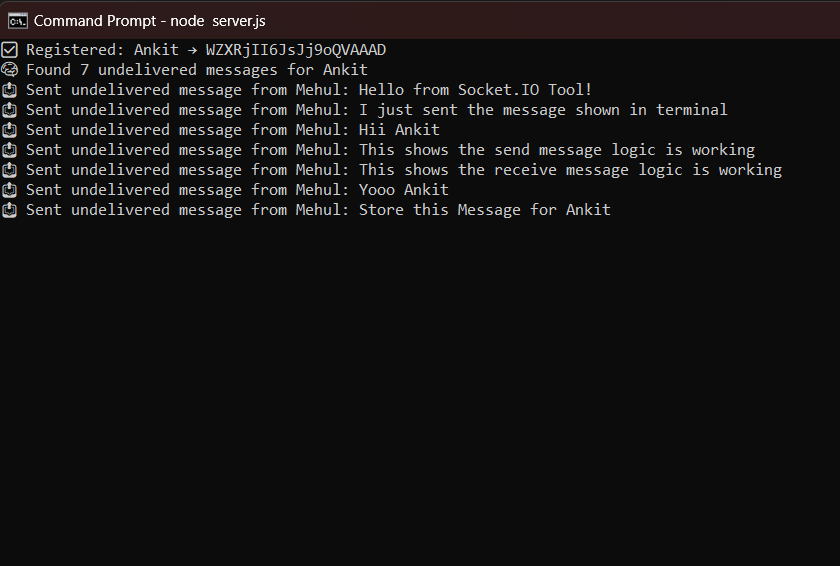 Command Prompt - node  server.js
☑ Registered: Ankit → WZXRjII6JsJj9oQVAAAD
🧠 Found 7 undelivered messages for Ankit
📤 Sent undelivered message from Mehul: Hello from Socket.IO Tool!
📤 Sent undelivered message from Mehul: I just sent the message shown in terminal
📤 Sent undelivered message from Mehul: Hii Ankit
📤 Sent undelivered message from Mehul: This shows the send message logic is working
📤 Sent undelivered message from Mehul: This shows the receive message logic is working
📤 Sent undelivered message from Mehul: Yooo Ankit
📤 Sent undelivered message from Mehul: Store this Message for Ankit